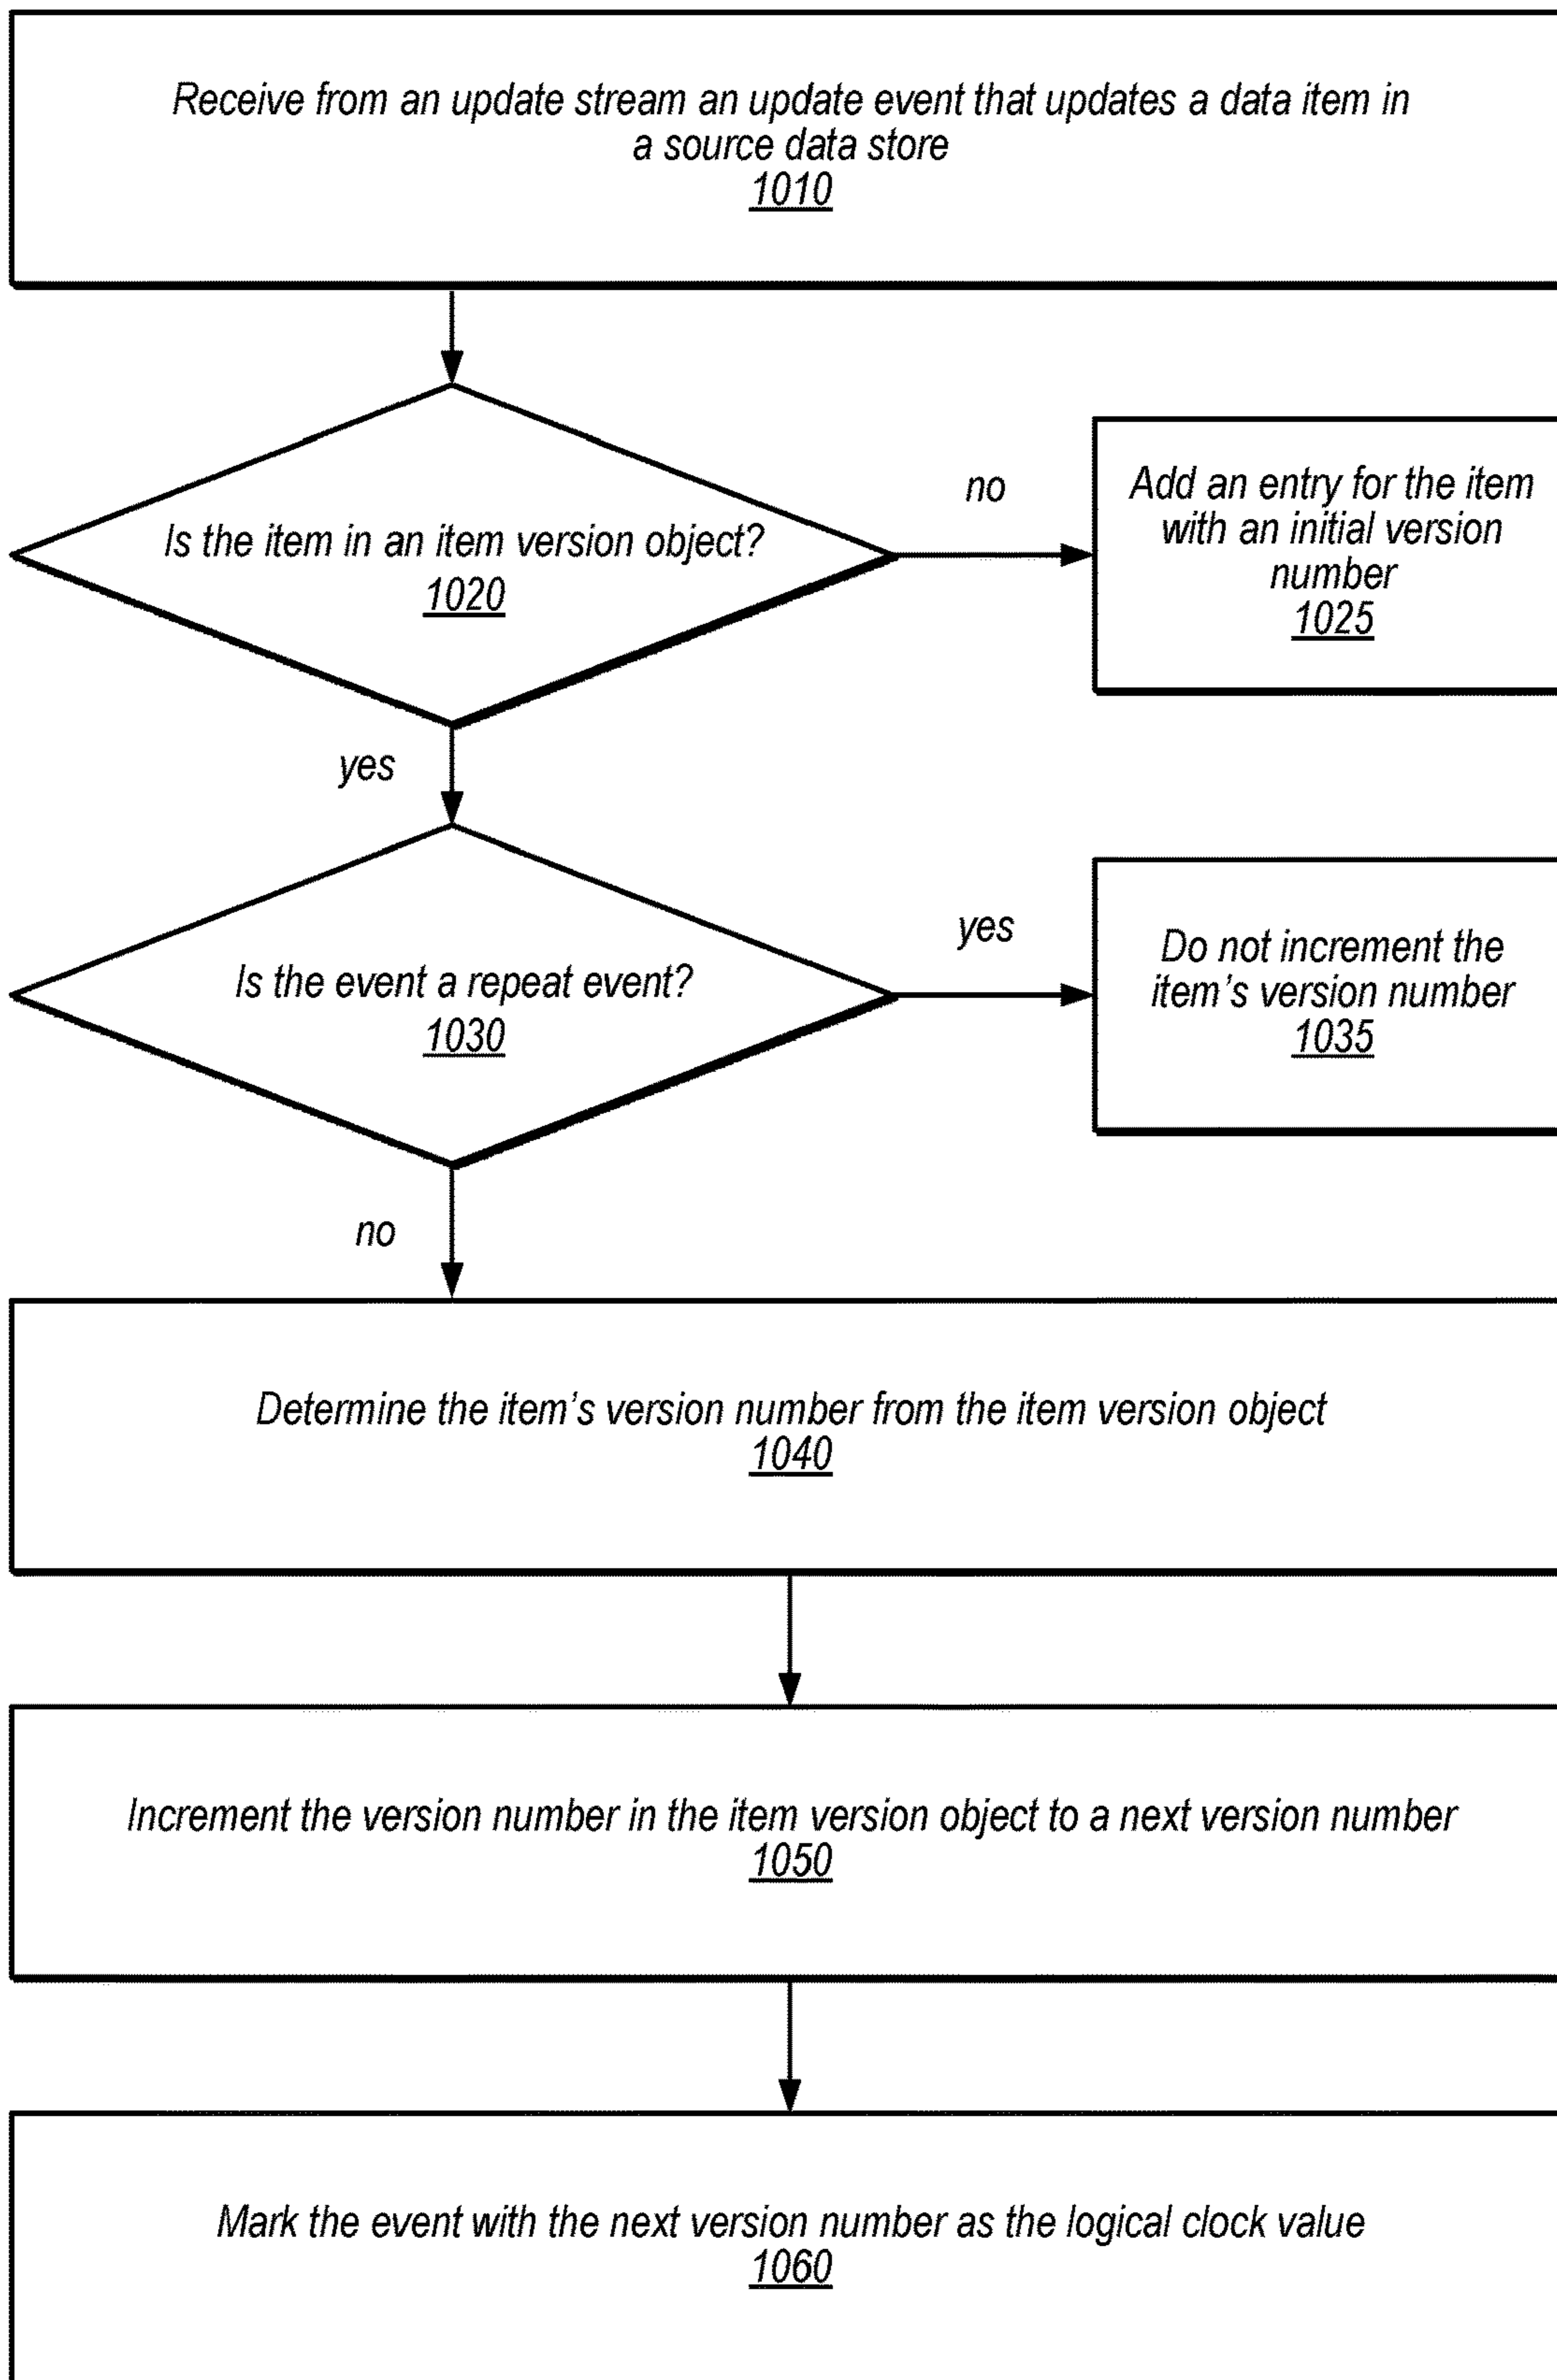 Receive from an update stream an update event that updates a data item in
a source data store
1010
no
Add an entry for the item
with an initial version
number
1025
Is the item in an item version object?
1020
yes
yes
Do not increment the
item's version number
1035
Is the event a repeat event?
1030
no
Determine the item's version number from the item version object
1040
Increment the version number in the item version object to a next version number
1050
Mark the event with the next version number as the logical clock value
1060